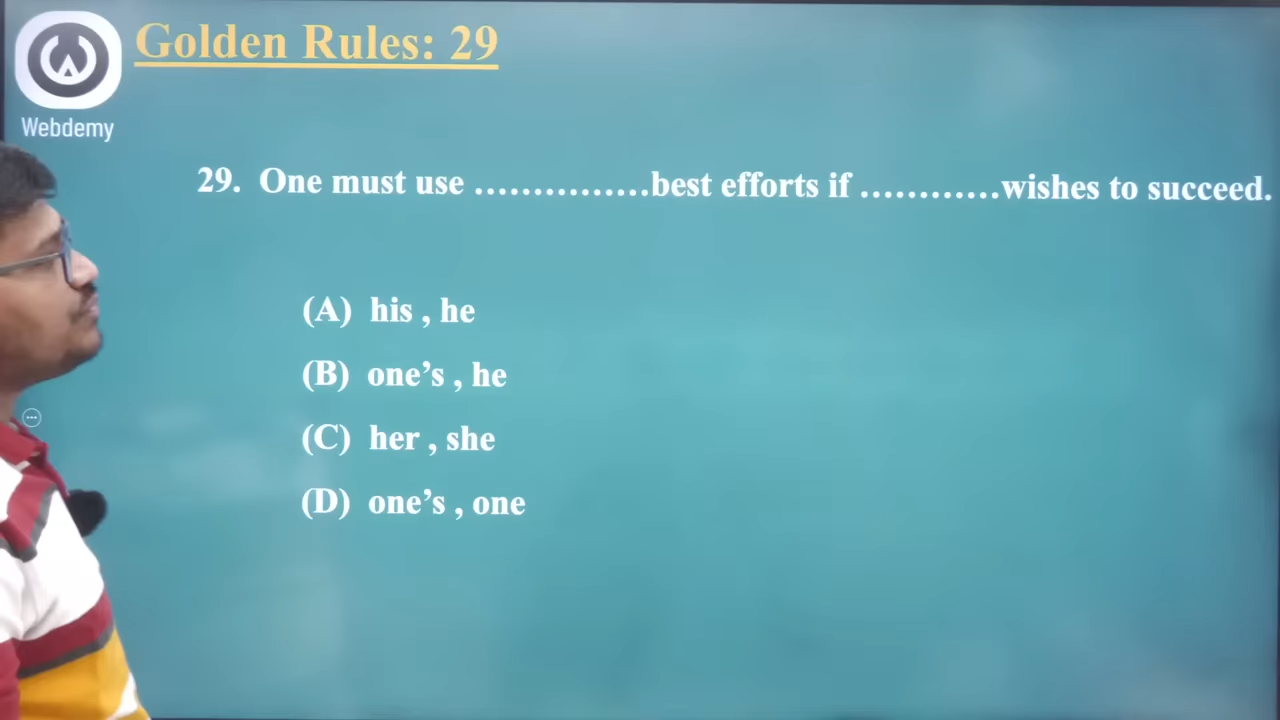 Golden Rules: 29
Webdemy
29. One must use ...............best efforts if ............wishes to succeed.
(A) his , he
(B) one’s , he
(C) her , she
(D) one’s , one